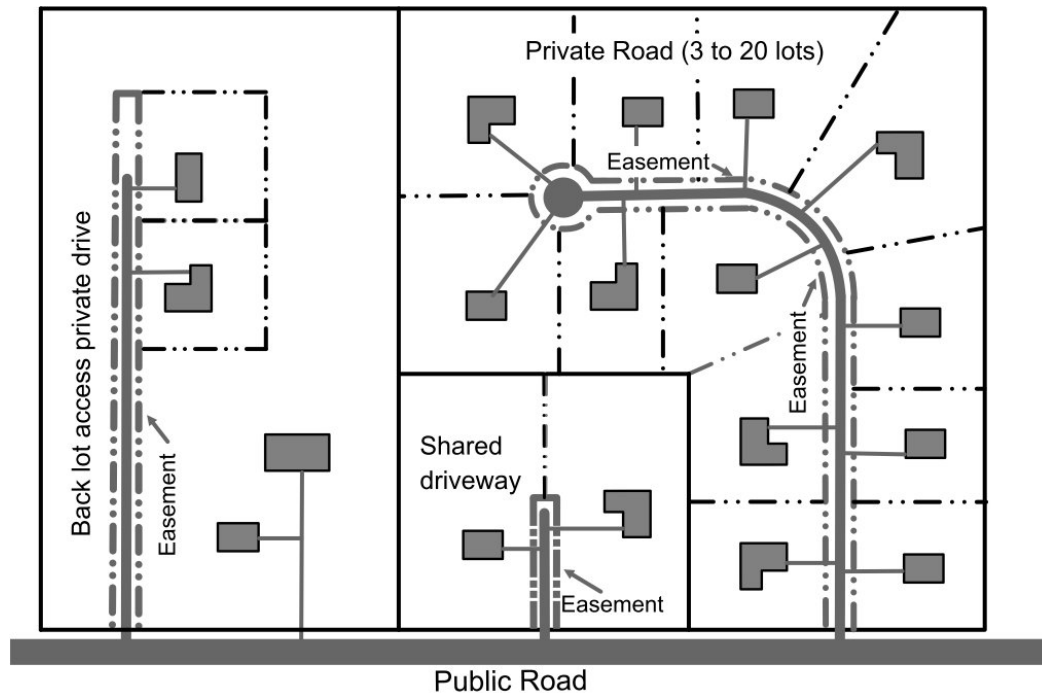 Private Road (3 to 20 lots)
Easement
Back lot access private drive
Easement
Easement
Shared
driveway
Easement
Public Road